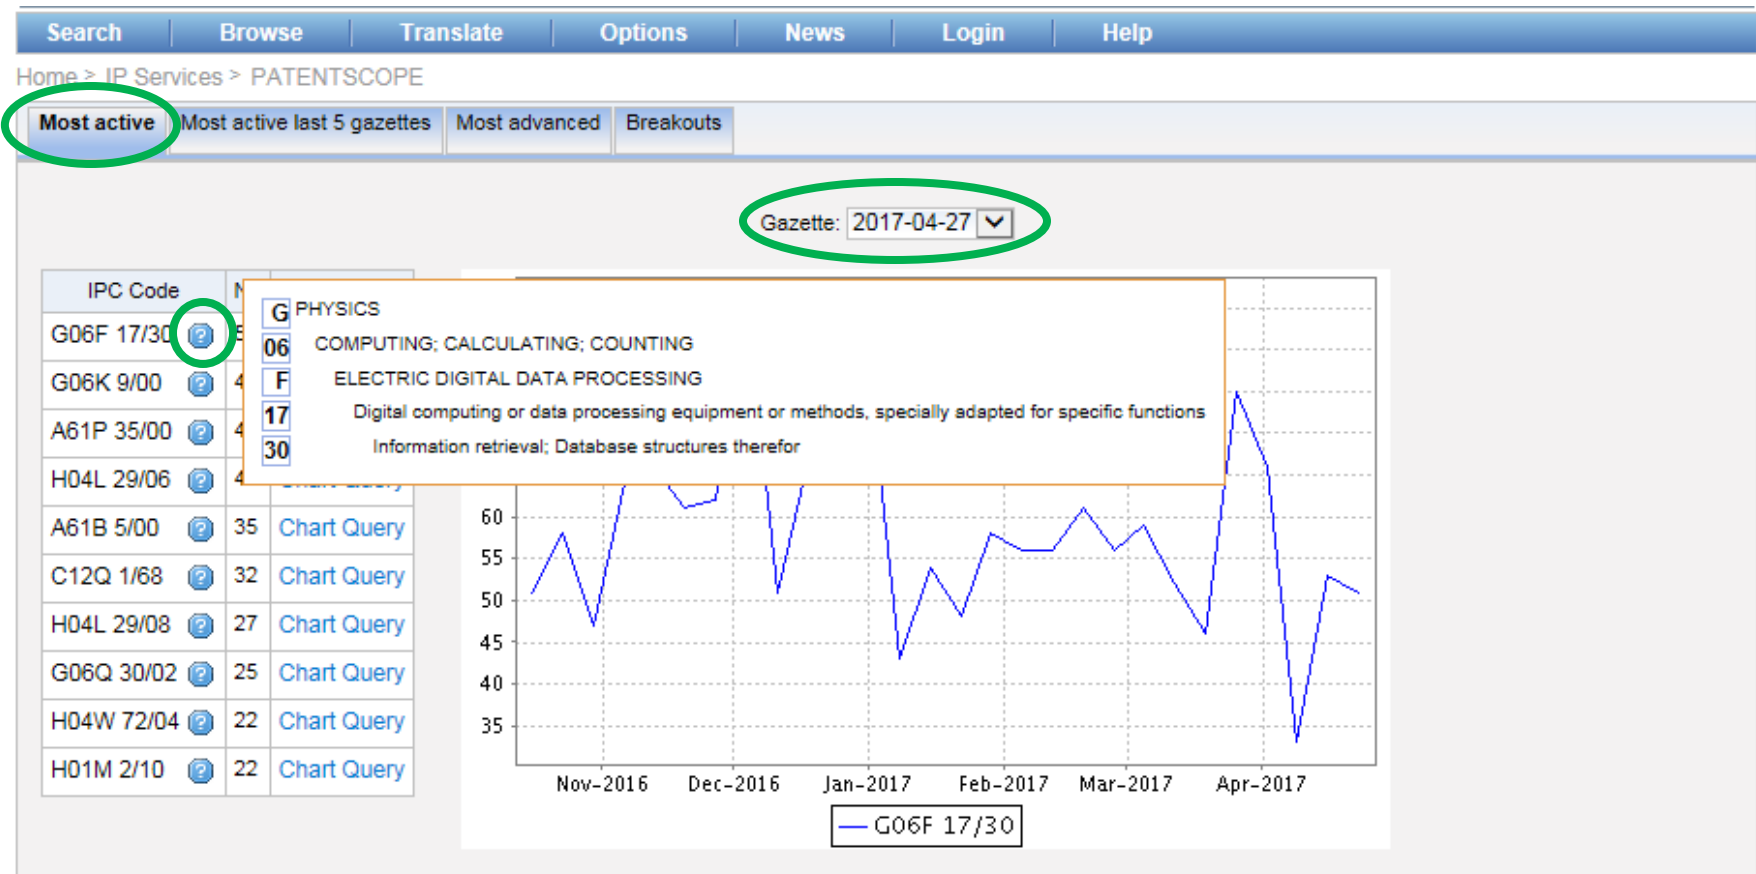 Search Browse Translate Options News Login Help
Home > IP Services > PATENTSCOPE
Most active Most active last 5 gazettes Most advanced Breakouts
Gazette: 2017-04-27
IPC Code
G06F 17/30
G06K 9/00
A61P 35/00
H04L 29/06
A61B 5/00 35 Chart Query
C12Q 1/68 32 Chart Query
H04L 29/08 27 Chart Query
G06Q 30/02 25 Chart Query
H04W 72/04 22 Chart Query
H01M 2/10 22 Chart Query
G PHYSICS
06 COMPUTING; CALCULATING; COUNTING
F ELECTRIC DIGITAL DATA PROCESSING
17 Digital computing or data processing equipment or methods, specially adapted for specific functions
30 Information retrieval; Database structures therefor
60
55
50
45
40
35
Nov-2016 Dec-2016 Jan-2017 Feb-2017 Mar-2017 Apr-2017
G06F 17/30